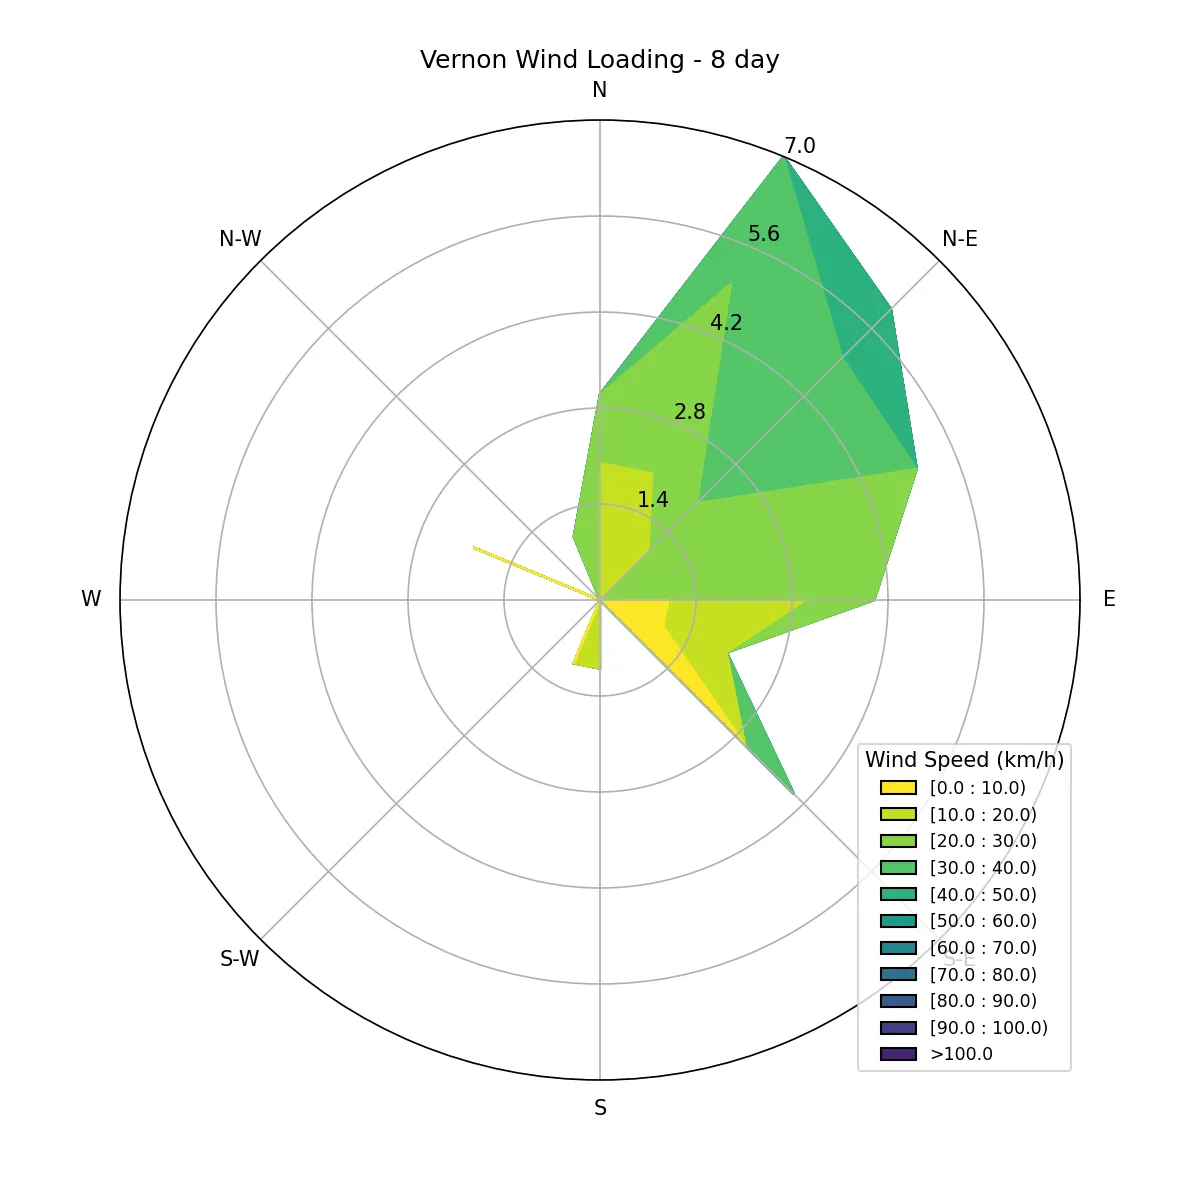 Vernon Wind Loading - 8 day
N
7.0
5.6
N-W
N-E
4.2
2.8
1.4
W
E
Wind Speed (km/h)
[0.0 : 10.0)
[10.0 : 20.0)
[20.0 : 30.0)
[30.0 : 40.0)
[40.0 : 50.0)
[50.0 : 60.0)
[60.0 : 70.0)
[70.0 : 80.0)
[80.0 : 90.0)
[90.0 : 100.0)
>100.0
S-W
S-E
S